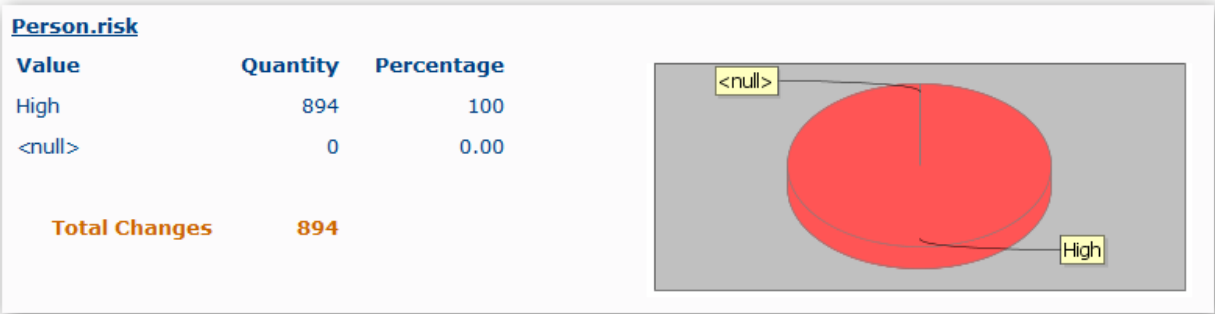 Person.risk
Value Quantity Percentage
High 894 100
<null> 0 0.00
Total Changes 894
<null>
High